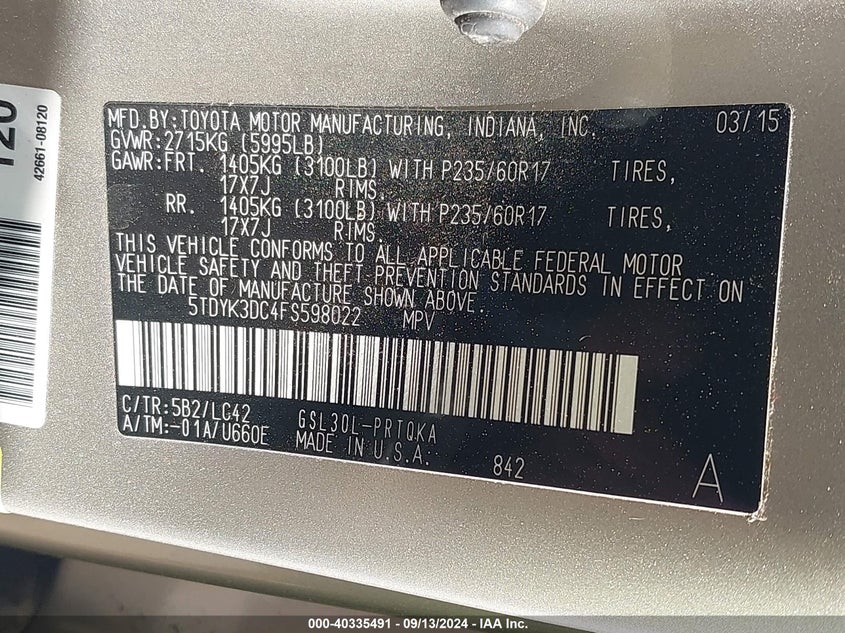 MFD. BY: TOYOTA MOTOR MANUFACTURING, INDIANA, INC. 03/15
GVWR: 2715KG (5995LB)
GAWR: FRT. 1405KG (3100LB) WITH P235/60R17 TIRES,
17X7J RIMS,
RR. 1405KG (3100LB) WITH P235/60R17 TIRES,
17X7J RIMS,
THIS VEHICLE CONFORMS TO ALL APPLICABLE FEDERAL MOTOR
VEHICLE SAFETY AND THEFT PREVENTION STANDARDS IN EFFECT ON
THE DATE OF MANUFACTURE SHOWN ABOVE.
5TDYK3DC4FS598022 MPV
C/TR: 5B2/LC42 GSL30L-PRTQKA
A/TM: -01A/U660E MADE IN U.S.A. 842 A
42661-08120
000-40335491 - 09/13/2024 - IAA Inc.